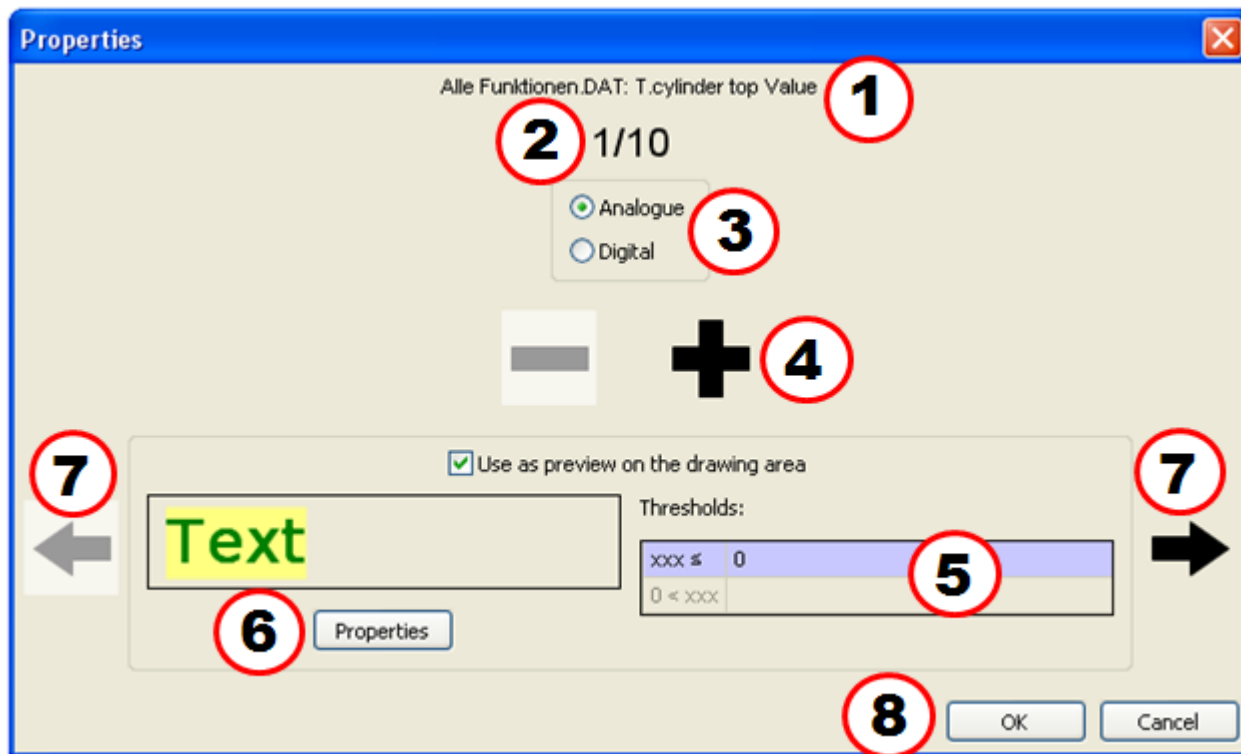 Properties
Alle Funktionen.DAT: T.cylinder top Value 1
2 1/10
Analogue
3
Digital
4
7
7
Use as preview on the drawing area
Text
Thresholds:
xxx ≤ 0
5
0 < xxx
6 Properties
8 OK Cancel